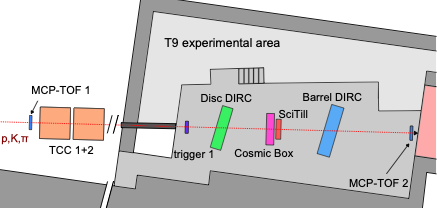 T9 experimental area
MCP-TOF 1
Disc DIRC
Barrel DIRC
SciTill
p,K,π
TCC 1+2
trigger 1
Cosmic Box
MCP-TOF 2